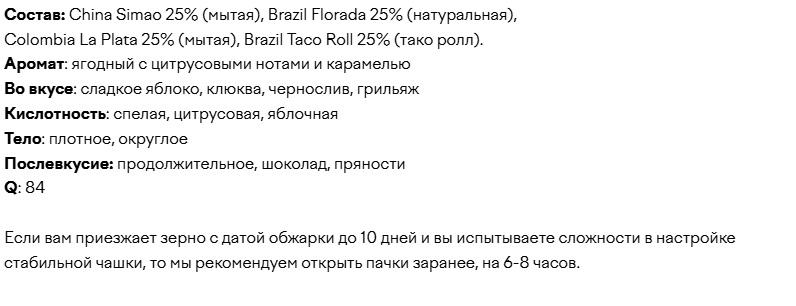 Состав: China Simao 25% (мытая), Brazil Florada 25% (натуральная),
Colombia La Plata 25% (мытая), Brazil Taco Roll 25% (тако ролл).
Аромат: ягодный с цитрусовыми нотами и карамелью
Во вкусе: сладкое яблоко, клюква, чернослив, грильяж
Кислотность: спелая, цитрусовая, яблочная
Тело: плотное, округлое
Послевкусие: продолжительное, шоколад, пряности
Q: 84
Если вам приезжает зерно с датой обжарки до 10 дней и вы испытываете сложности в настройке
стабильной чашки, то мы рекомендуем открыть пачки заранее, на 6-8 часов.